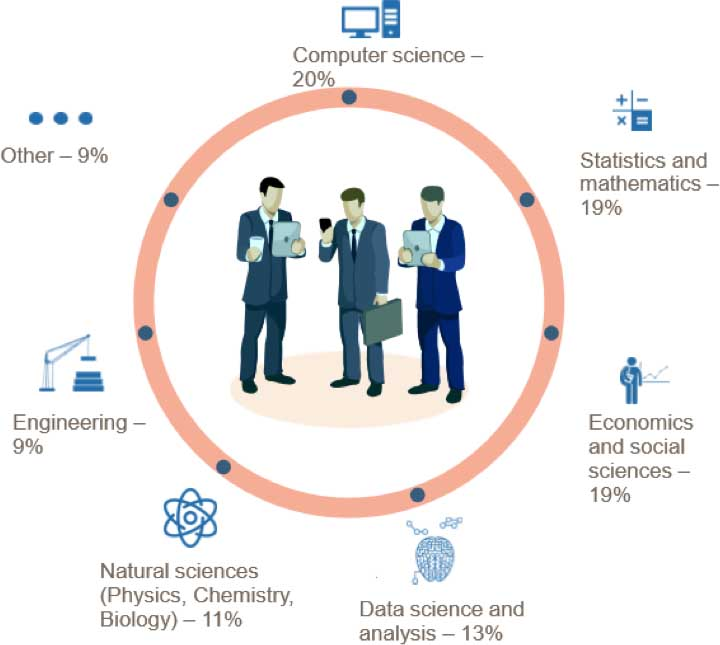 Computer science –
20%
Statistics and
mathematics –
19%
Economics
and social
sciences –
19%
Data science and
analysis – 13%
Natural sciences
(Physics, Chemistry,
Biology) – 11%
Engineering –
9%
Other – 9%